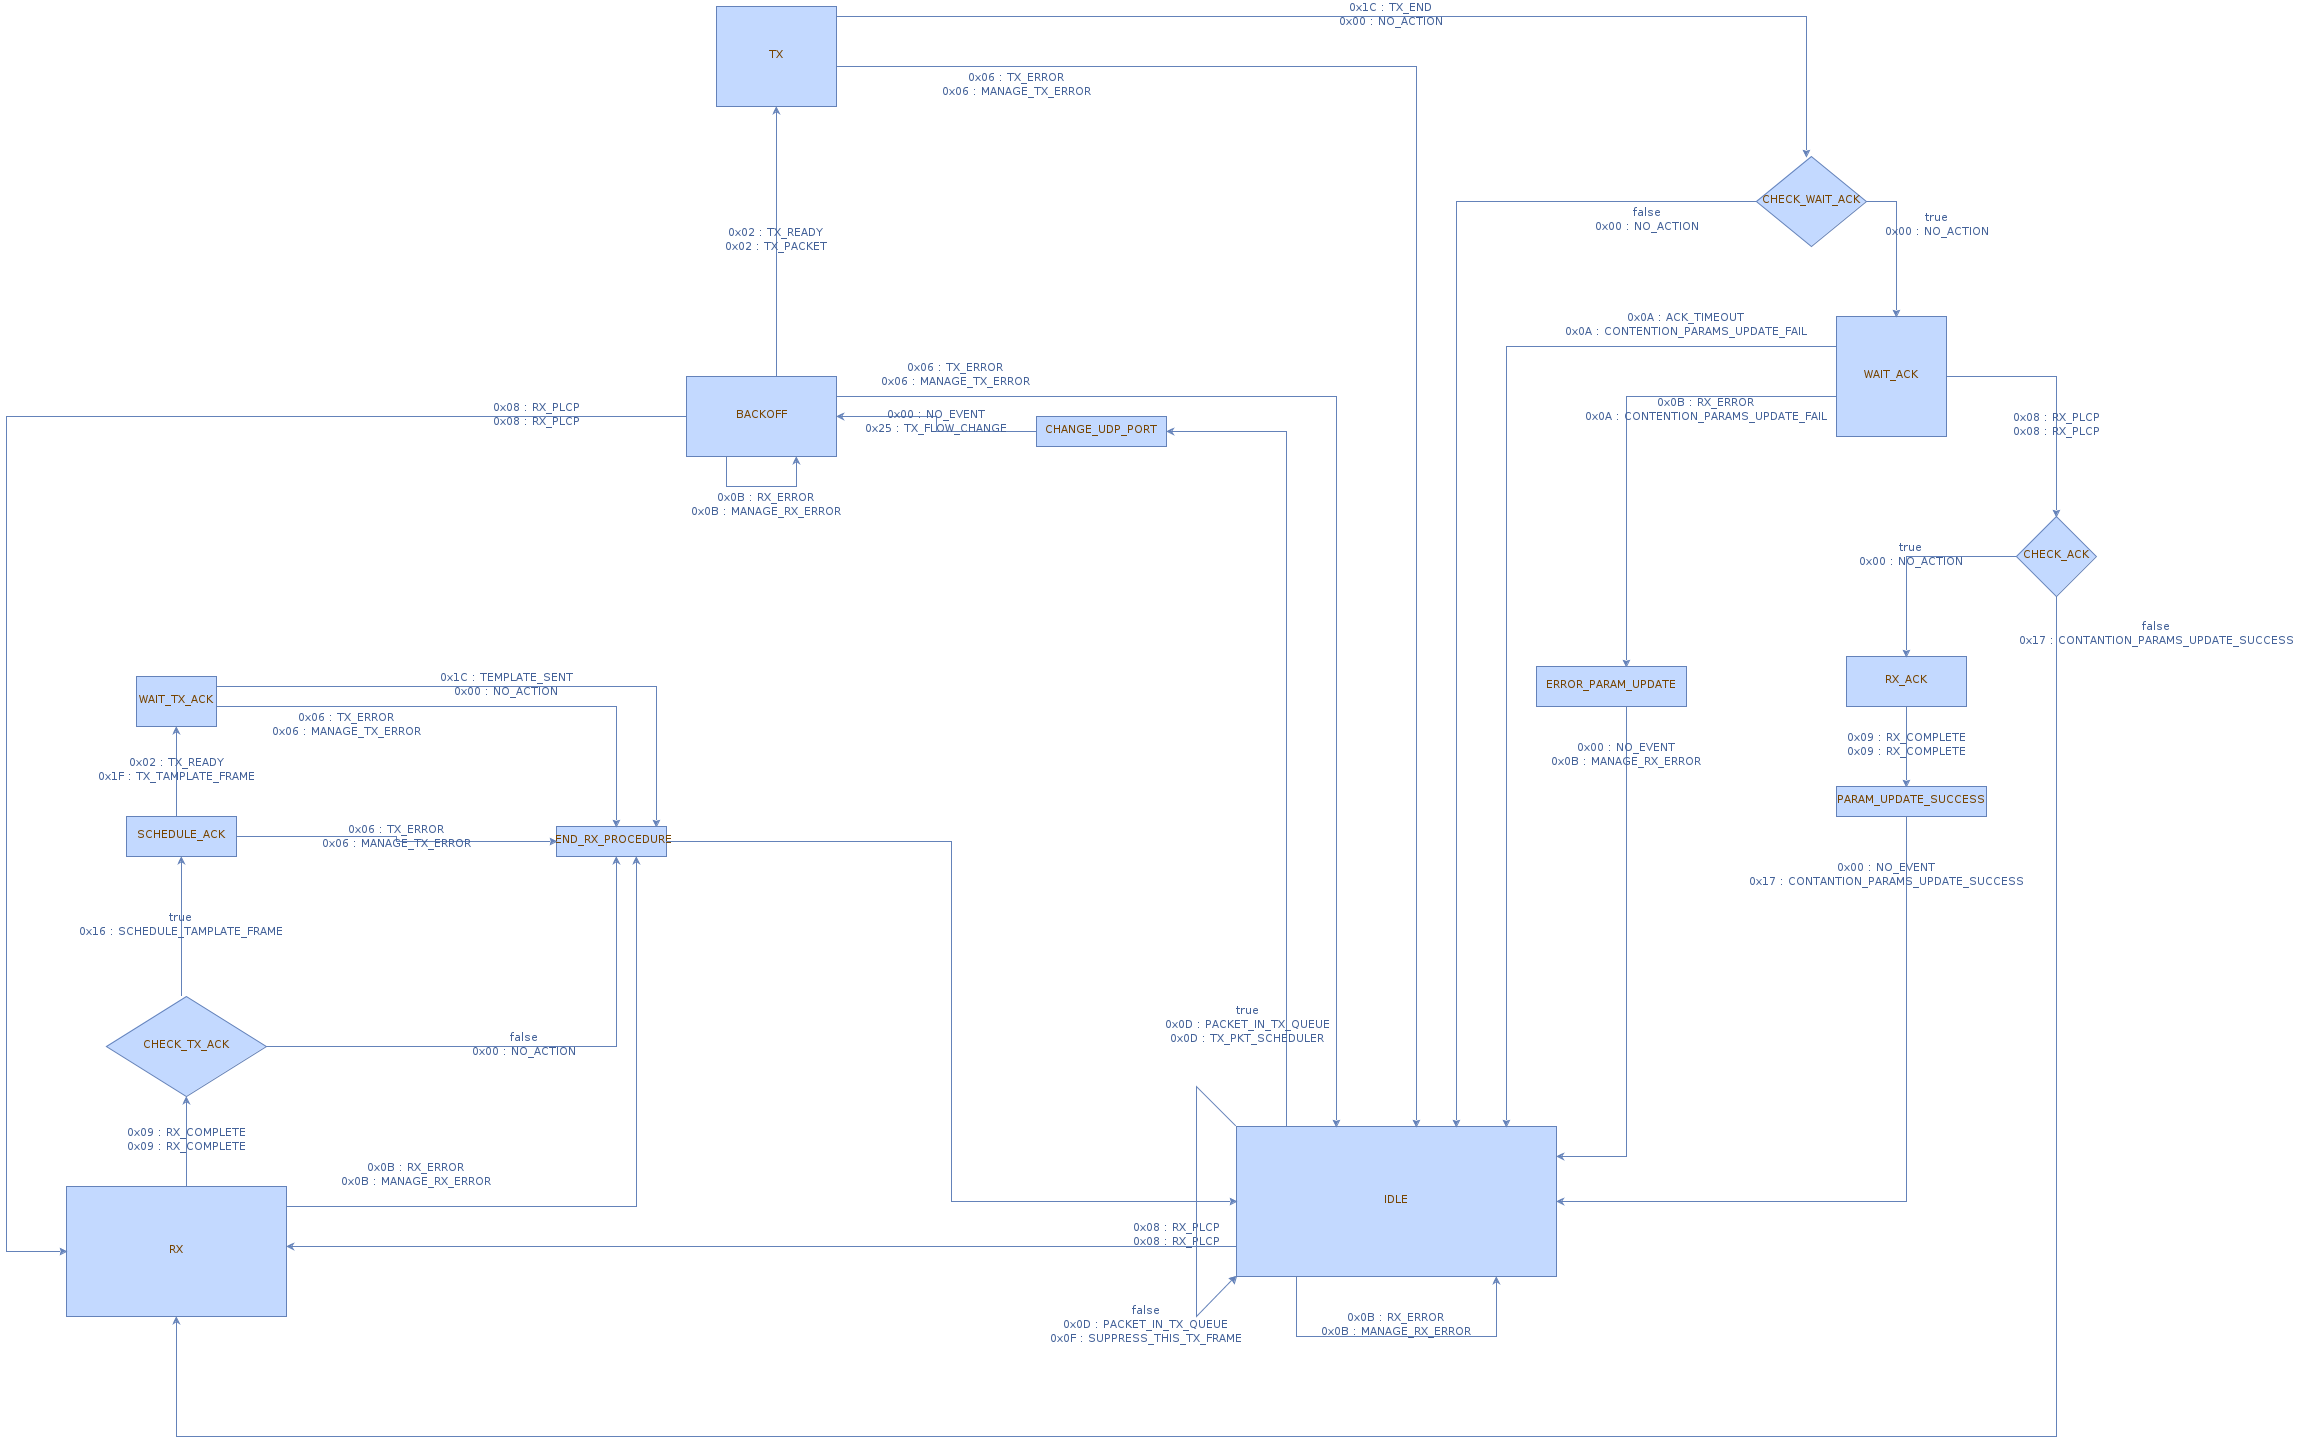 0x1C : TX_END
0x00 : NO_ACTION
TX
0x06 : TX_ERROR
0x06 : MANAGE_TX_ERROR
CHECK_WAIT_ACK
false
0x00 : NO_ACTION
true
0x00 : NO_ACTION
0x02 : TX_READY
0x02 : TX_PACKET
0x0A : ACK_TIMEOUT
0x0A : CONTENTION_PARAMS_UPDATE_FAIL
WAIT_ACK
0x06 : TX_ERROR
0x06 : MANAGE_TX_ERROR
0x08 : RX_PLCP
0x08 : RX_PLCP
BACKOFF
0x00 : NO_EVENT
0x25 : TX_FLOW_CHANGE
CHANGE_UDP_PORT
0x0B : RX_ERROR
0x0A : CONTENTION_PARAMS_UPDATE_FAIL
0x08 : RX_PLCP
0x08 : RX_PLCP
0x0B : RX_ERROR
0x0B : MANAGE_RX_ERROR
true
0x00 : NO_ACTION
CHECK_ACK
false
0x17 : CONTANTION_PARAMS_UPDATE_SUCCESS
0x1C : TEMPLATE_SENT
0x00 : NO_ACTION
WAIT_TX_ACK
ERROR_PARAM_UPDATE
RX_ACK
0x06 : TX_ERROR
0x06 : MANAGE_TX_ERROR
0x00 : NO_EVENT
0x0B : MANAGE_RX_ERROR
0x09 : RX_COMPLETE
0x09 : RX_COMPLETE
0x02 : TX_READY
0x1F : TX_TAMPLATE_FRAME
PARAM_UPDATE_SUCCESS
SCHEDULE_ACK
0x06 : TX_ERROR
0x06 : MANAGE_TX_ERROR
END_RX_PROCEDURE
0x00 : NO_EVENT
0x17 : CONTANTION_PARAMS_UPDATE_SUCCESS
true
0x16 : SCHEDULE_TAMPLATE_FRAME
true
0x0D : PACKET_IN_TX_QUEUE
0x0D : TX_PKT_SCHEDULER
CHECK_TX_ACK
false
0x00 : NO_ACTION
0x09 : RX_COMPLETE
0x09 : RX_COMPLETE
0x0B : RX_ERROR
0x0B : MANAGE_RX_ERROR
IDLE
0x08 : RX_PLCP
0x08 : RX_PLCP
RX
false
0x0D : PACKET_IN_TX_QUEUE
0x0F : SUPPRESS_THIS_TX_FRAME
0x0B : RX_ERROR
0x0B : MANAGE_RX_ERROR